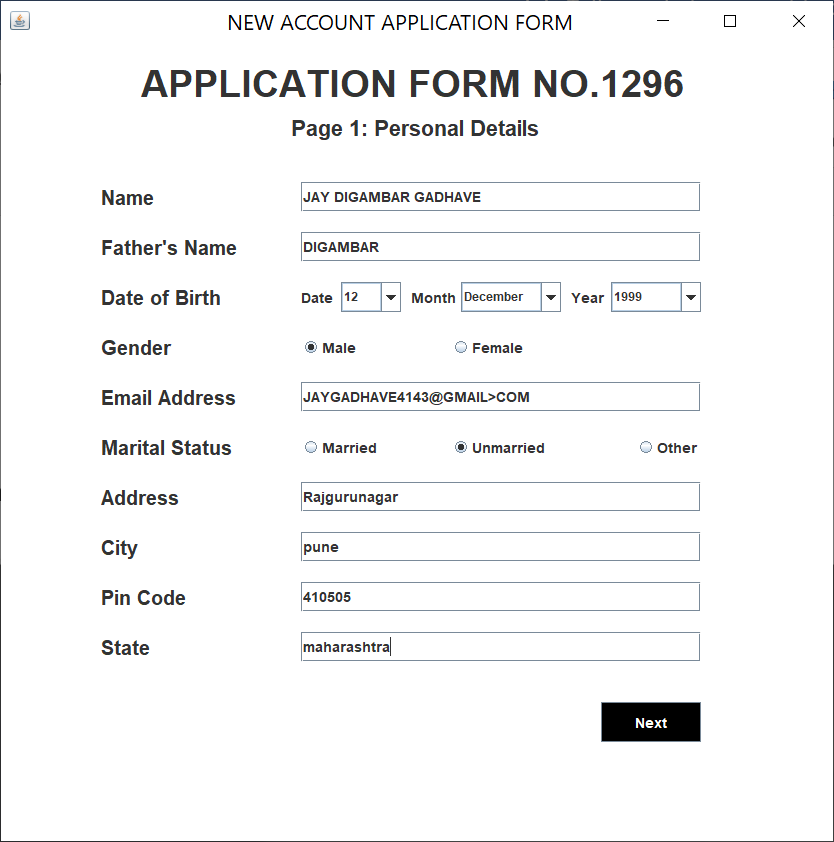 NEW ACCOUNT APPLICATION FORM
APPLICATION FORM NO.1296
Page 1: Personal Details
Name JAY DIGAMBAR GADHAVE
Father's Name DIGAMBAR
Date of Birth Date 12 Month December Year 1999
Gender Male Female
Email Address JAYGADHAVE4143@GMAIL>COM
Marital Status Married Unmarried Other
Address Rajgurunagar
City pune
Pin Code 410505
State maharashtra
Next